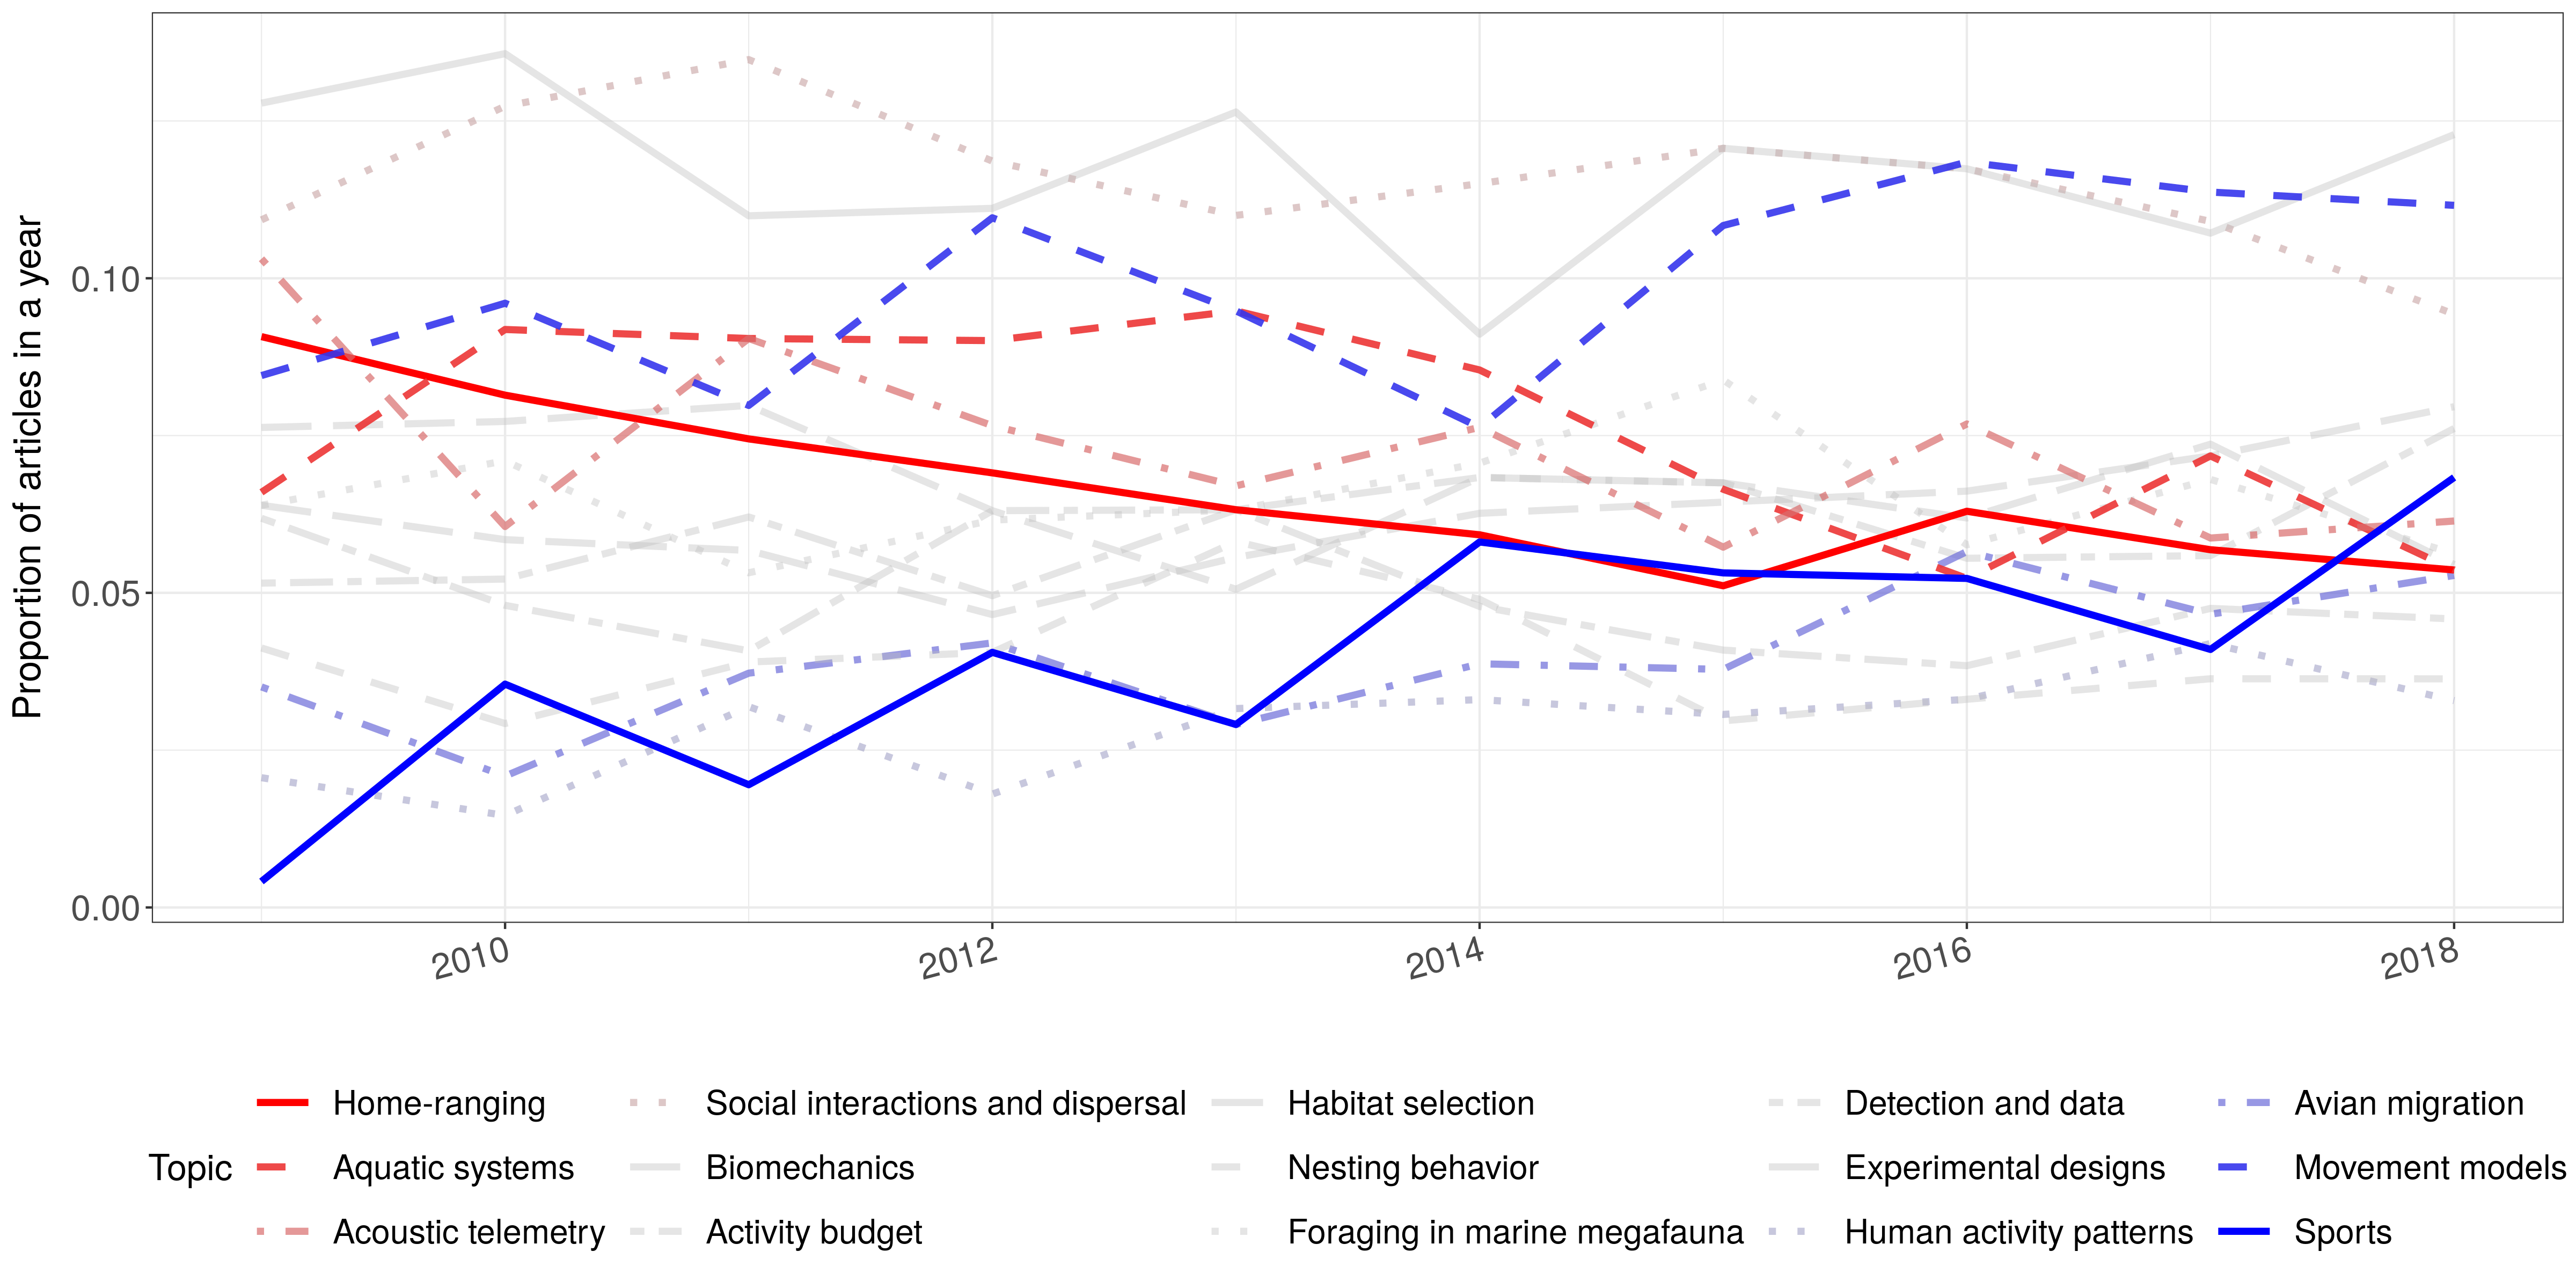 Proportion of articles in a year
0.10
0.05
0.00
2010 2012 2014 2016 2018
Topic
Home-ranging Social interactions and dispersal Habitat selection Detection and data Avian migration
Aquatic systems Biomechanics Nesting behavior Experimental designs Movement models
Acoustic telemetry Activity budget Foraging in marine megafauna Human activity patterns Sports